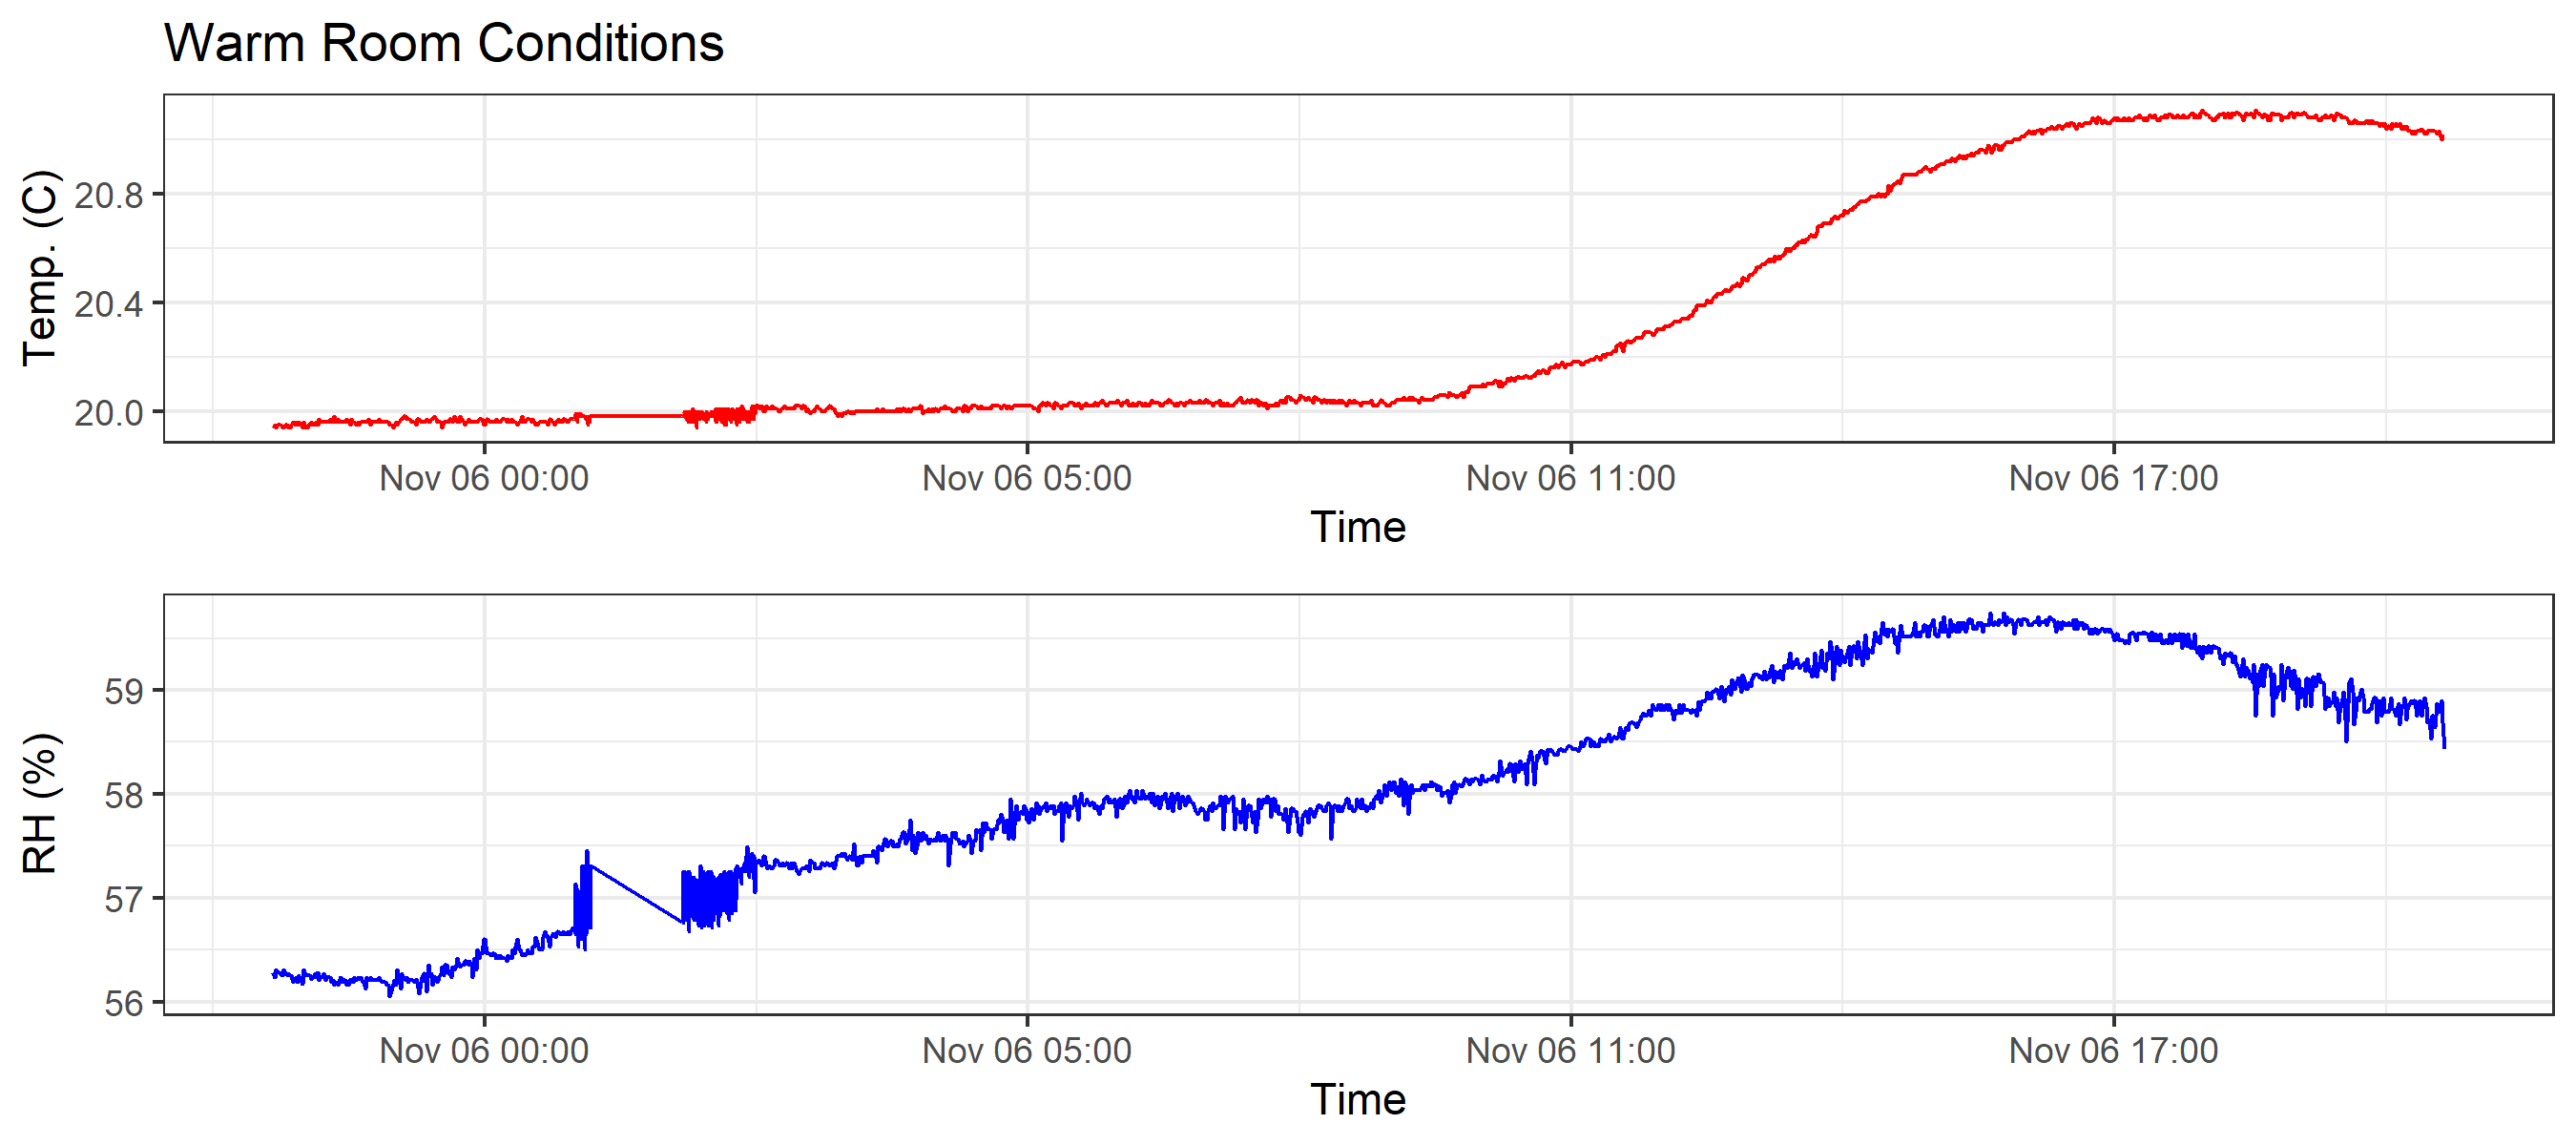 Warm Room Conditions
Temp. (C)
20.8
20.4
20.0
Nov 06 00:00 Nov 06 05:00 Nov 06 11:00 Nov 06 17:00
Time
RH (%)
59
58
57
56
Nov 06 00:00 Nov 06 05:00 Nov 06 11:00 Nov 06 17:00
Time